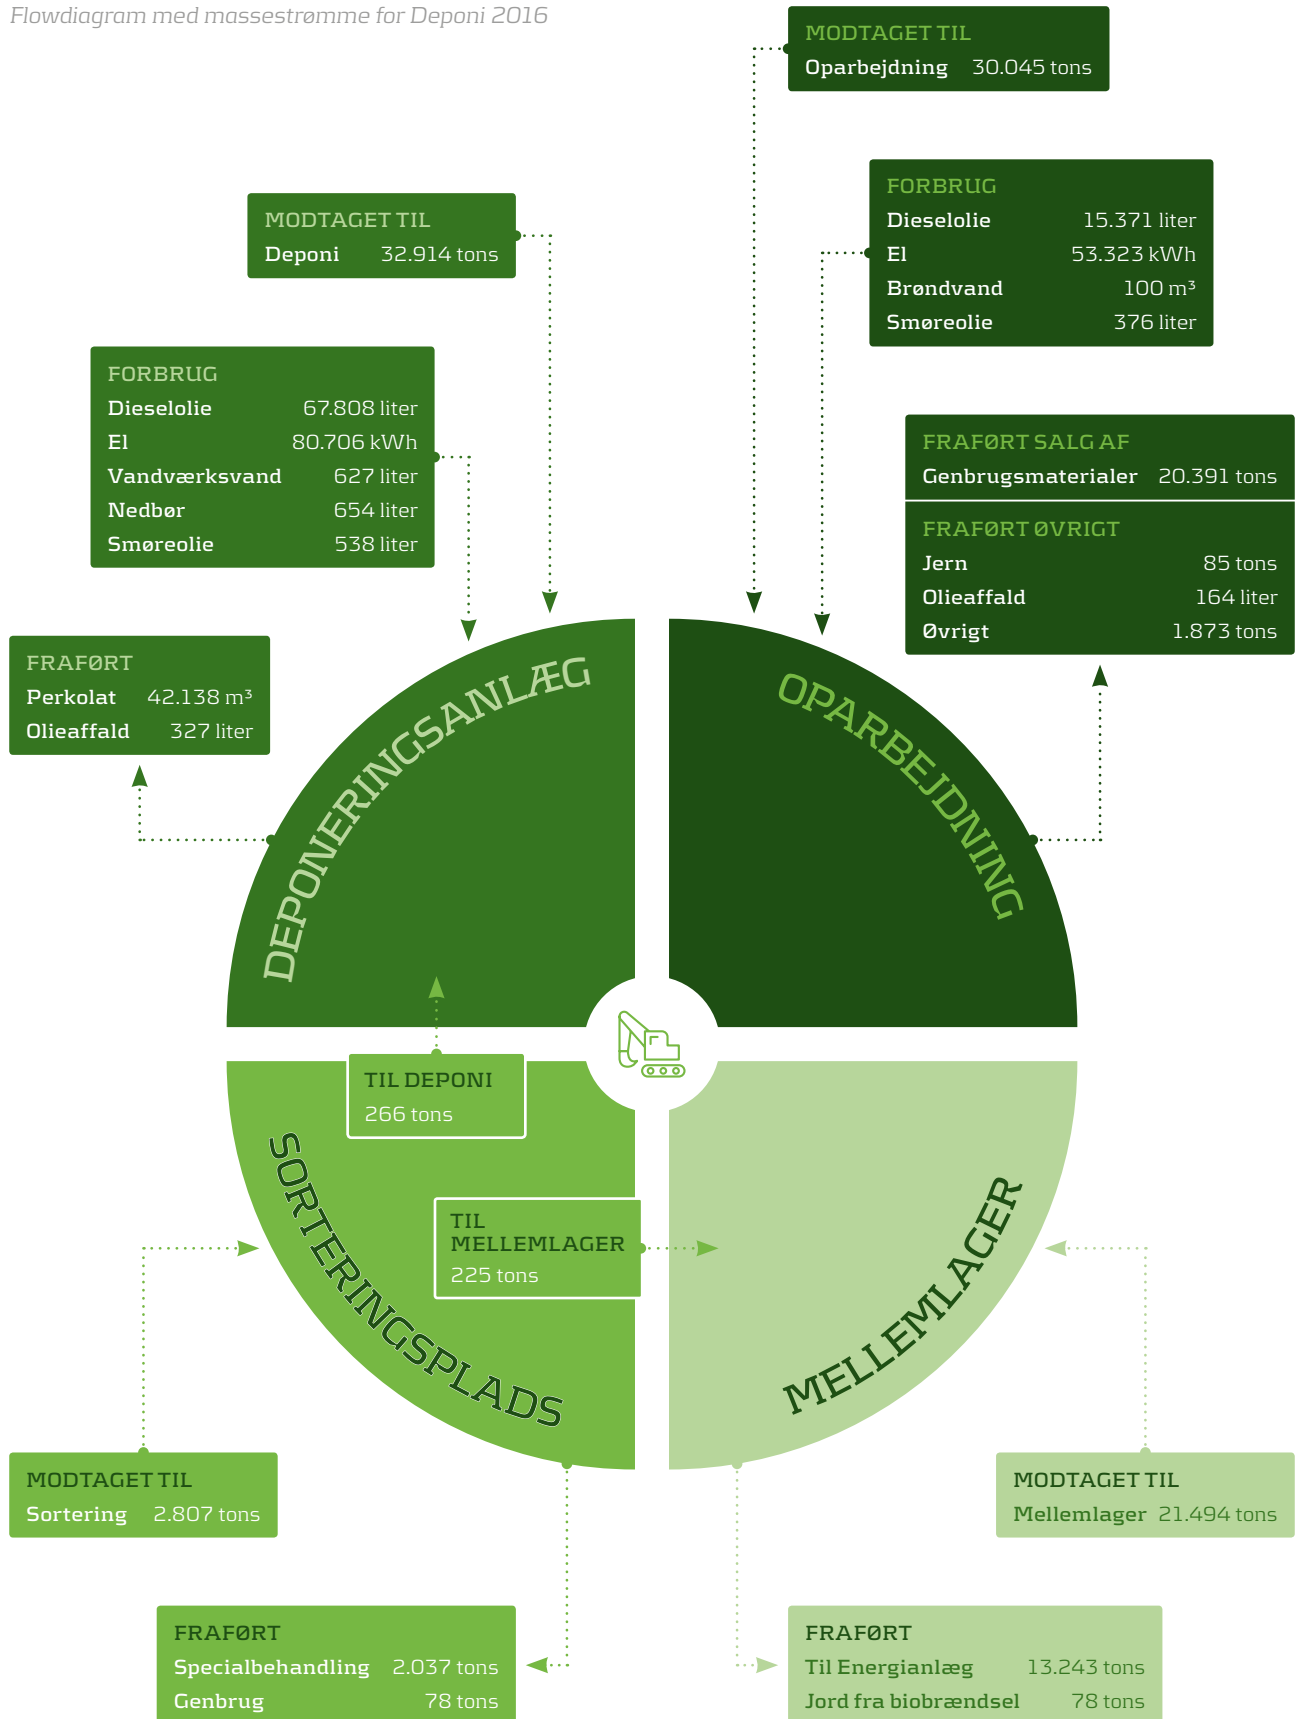 Flowdiagram med massestrømme for Deponi 2016
MODTAGET TIL
Oparbejdning 30.045 tons
FORBRUG
Dieselolie 15.371 liter
El 53.323 kWh
Brøndvand 100 m³
Smøreolie 376 liter
MODTAGET TIL
Deponi 32.914 tons
FORBRUG
Dieselolie 67.808 liter
El 80.706 kWh
Vandværksvand 627 liter
Nedbør 654 liter
Smøreolie 538 liter
FRAFØRT SALG AF
Genbrugsmaterialer 20.391 tons
FRAFØRT ØVRIGT
Jern 85 tons
Olieaffald 164 liter
Øvrigt 1.873 tons
FRAFØRT
Perkolat 42.138 m³
Olieaffald 327 liter
DEPONERINGSANLÆG
OPARBEJDNING
TIL DEPONI
266 tons
TIL
MELLEMLAGER
225 tons
SORTERINGSPLADS
MELLEMLAGER
MODTAGET TIL
Sortering 2.807 tons
MODTAGET TIL
Mellemlager 21.494 tons
FRAFØRT
Specialbehandling 2.037 tons
Genbrug 78 tons
FRAFØRT
Til Energianlæg 13.243 tons
Jord fra biobrændsel 78 tons